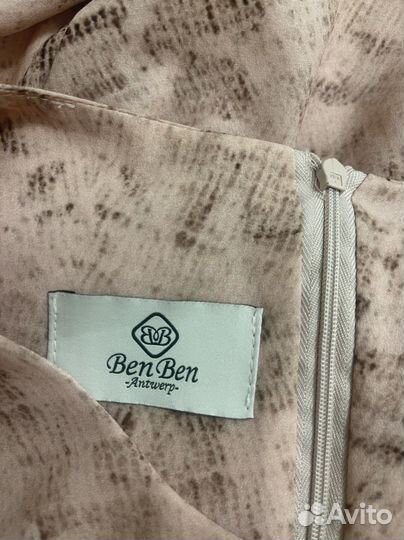 BB
Ben Ben
-Antwerp-
Avito